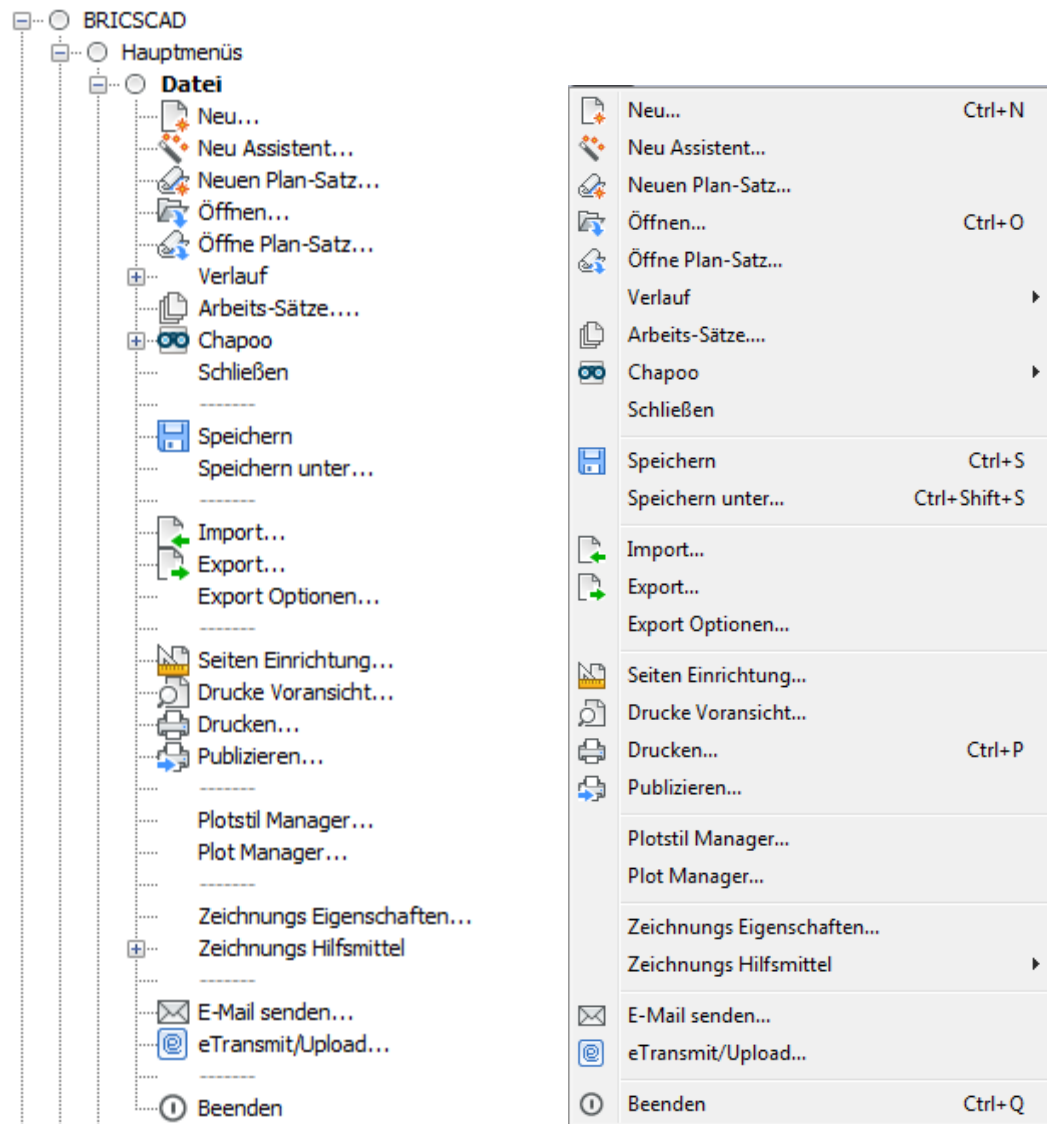 BRICSCAD
Hauptmenüs
Datei
Neu...
Neu Assistent...
Neuen Plan-Satz...
Öffnen...
Öffne Plan-Satz...
Verlauf
Arbeits-Sätze....
Chapoo
Schließen
-------
Speichern
Speichern unter...
-------
Import...
Export...
Export Optionen...
-------
Seiten Einrichtung...
Drucke Voransicht...
Drucken...
Publizieren...
-------
Plotstil Manager...
Plot Manager...
-------
Zeichnungs Eigenschaften...
Zeichnungs Hilfsmittel
-------
E-Mail senden...
eTransmit/Upload...
-------
Beenden
Neu... Ctrl+N
Neu Assistent...
Neuen Plan-Satz...
Öffnen... Ctrl+O
Öffne Plan-Satz...
Verlauf
Arbeits-Sätze....
Chapoo
Schließen
Speichern Ctrl+S
Speichern unter... Ctrl+Shift+S
Import...
Export...
Export Optionen...
Seiten Einrichtung...
Drucke Voransicht...
Drucken... Ctrl+P
Publizieren...
Plotstil Manager...
Plot Manager...
Zeichnungs Eigenschaften...
Zeichnungs Hilfsmittel
E-Mail senden...
eTransmit/Upload...
Beenden Ctrl+Q